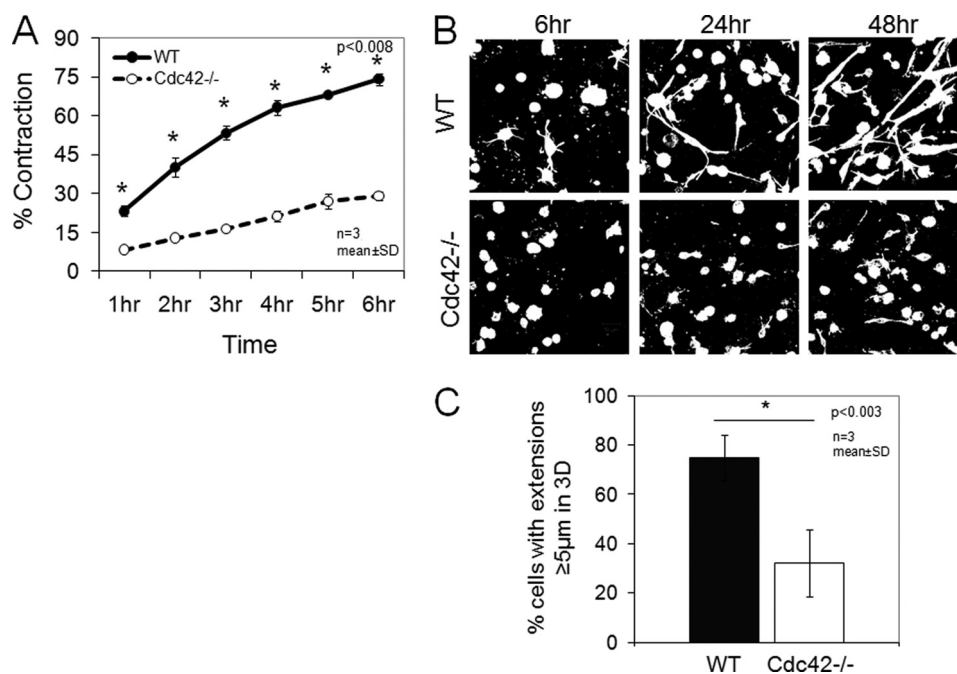 A
90
75
60
45
30
15
0
% Contraction
WT
Cdc42-/-
p<0.008
*
*
*
*
*
*
n=3
mean±SD
1hr 2hr 3hr 4hr 5hr 6hr
Time
B
6hr 24hr 48hr
WT
Cdc42-/-
C
100
80
60
40
20
0
% cells with extensions
≥5µm in 3D
*
p<0.003
n=3
mean±SD
WT Cdc42-/-